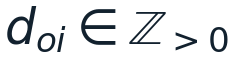 d_{oi} ∈ ℤ_{> 0}